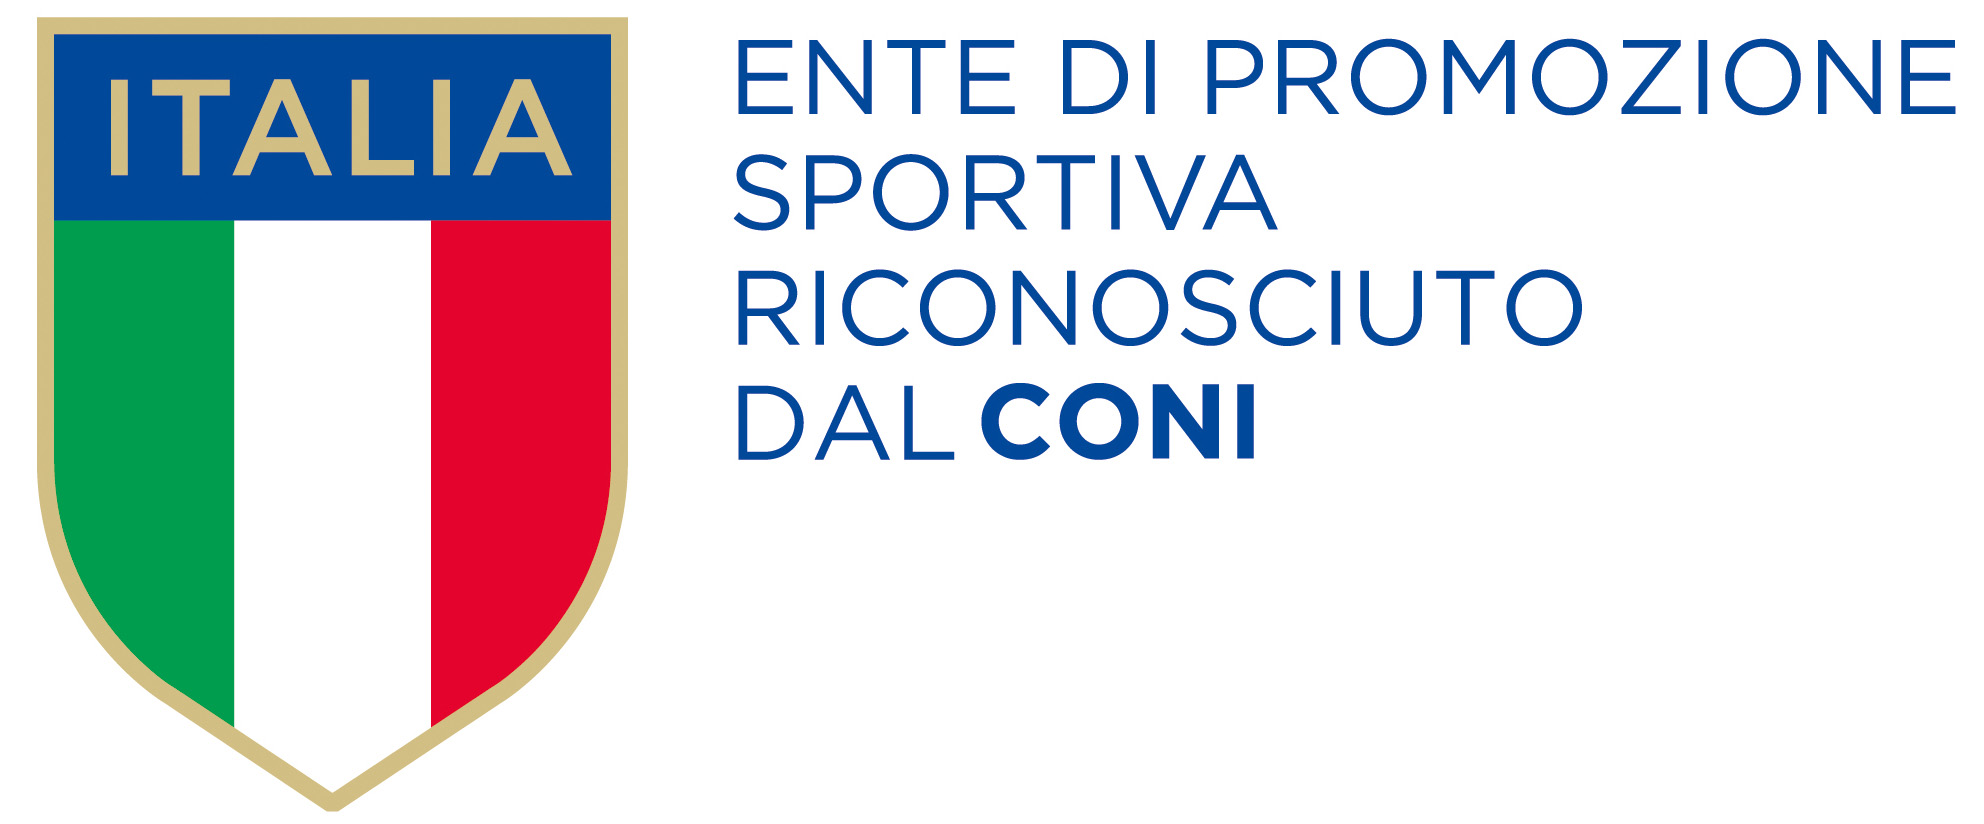 ITALIA
ENTE DI PROMOZIONE
SPORTIVA
RICONOSCIUTO
DAL CONI